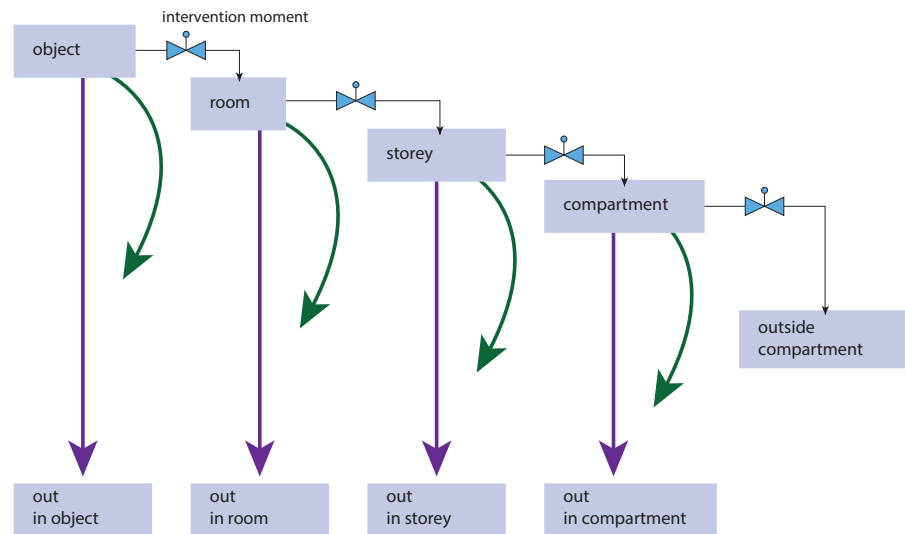 intervention moment
object
room
storey
compartment
outside
compartment
out
in object
out
in room
out
in storey
out
in compartment